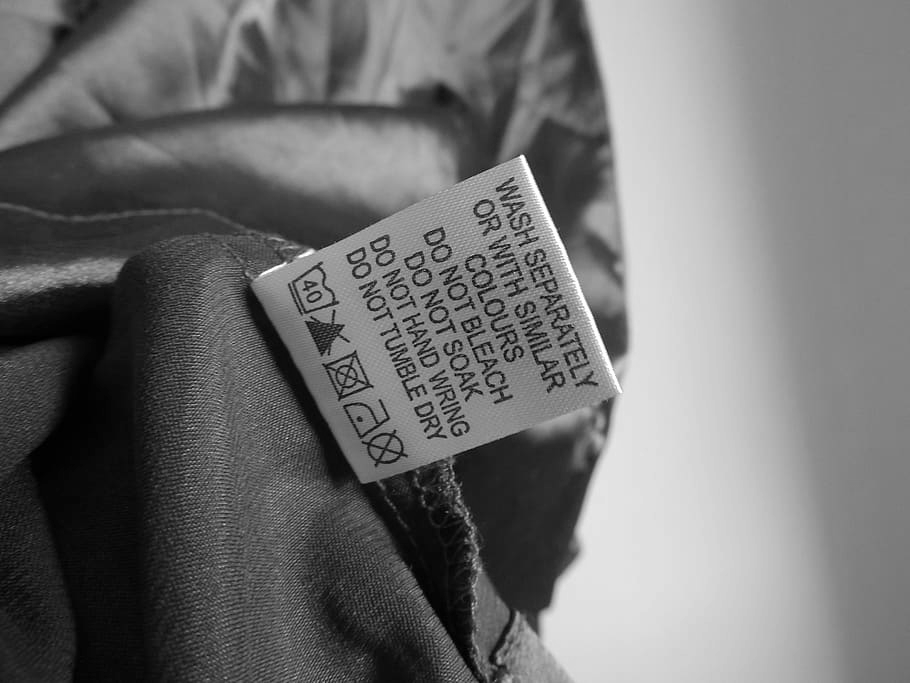 WASH SEPARATELY
OR WITH SIMILAR
COLOURS
DO NOT BLEACH
DO NOT SOAK
DO NOT HAND WRING
DO NOT TUMBLE DRY
40